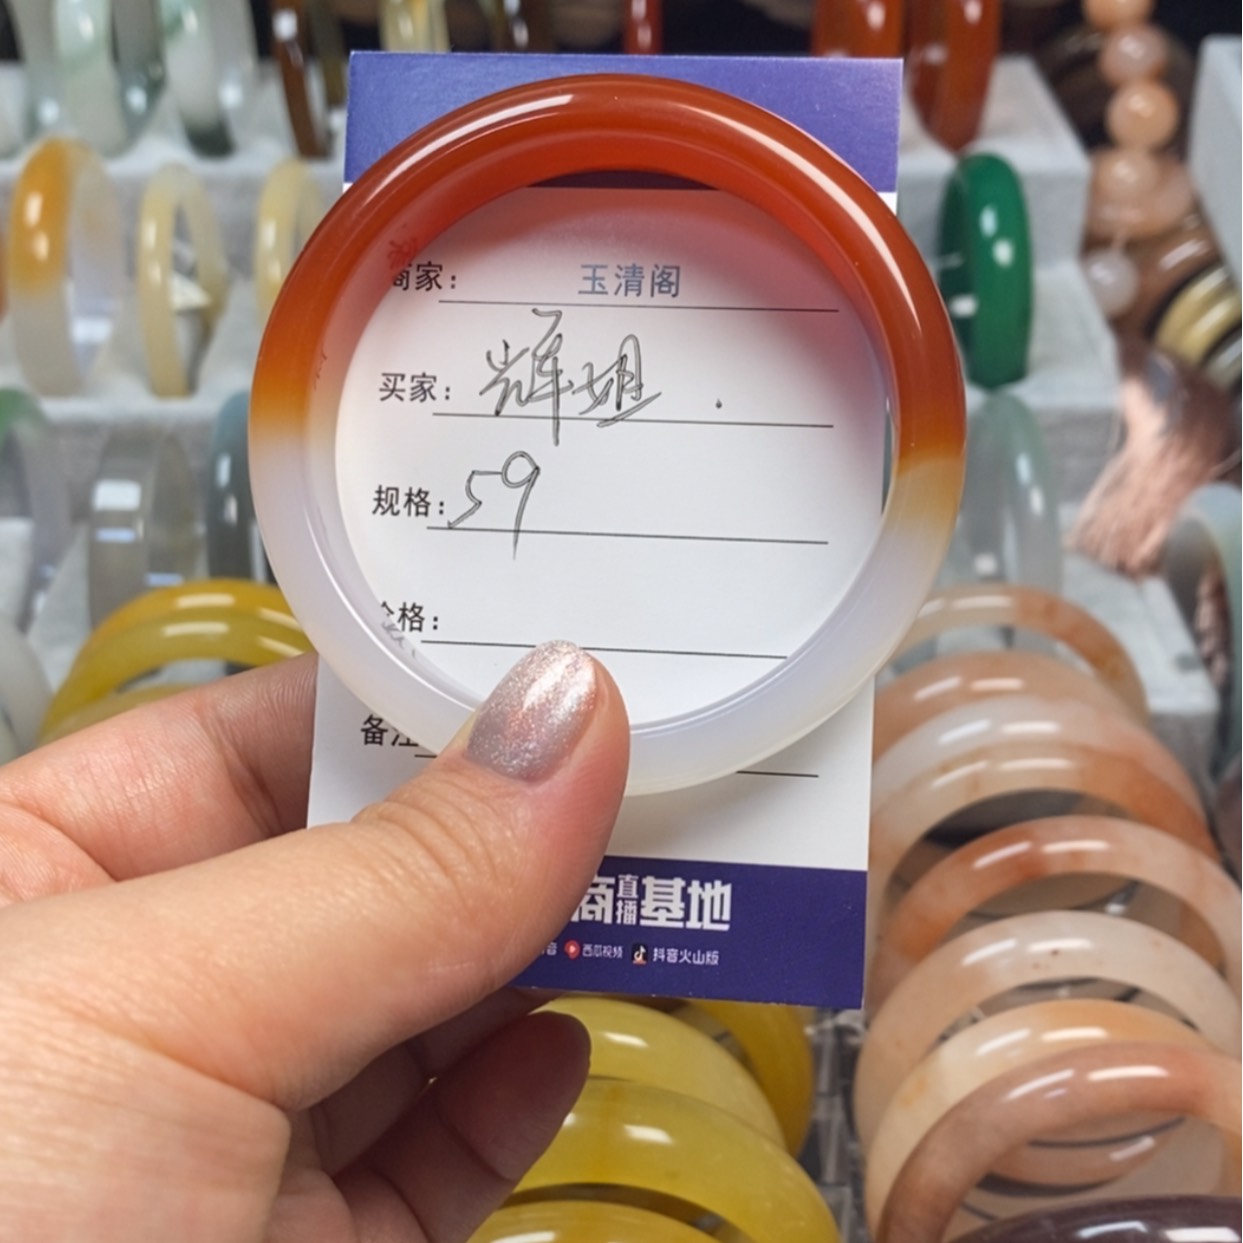 商家： 玉清阁
买家： 辉姐.
规格： 59
价格：
备注
商直播基地
音 西瓜视频 抖音火山版